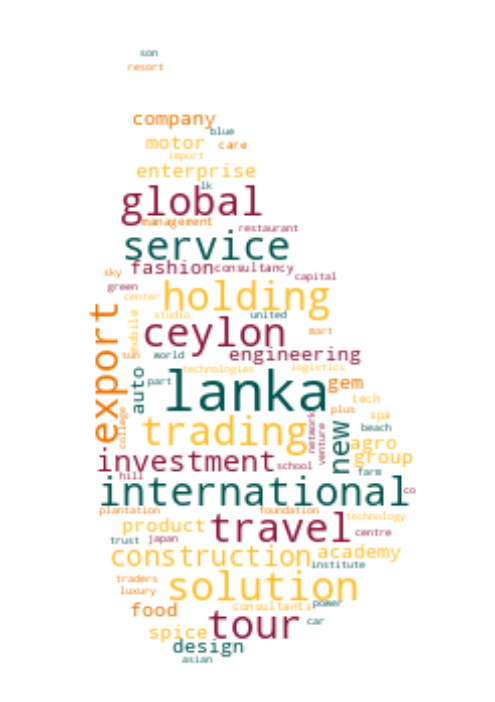 son
resort
company
blue
motor care
import
enterprise
lk
global
management
restaurant
service
fashion consultancy
sky capital
green
center holding
export
mobile studio united
ceylon mart
sun world engineering
technologies logistics
auto part lanka gem
tech
plus spa
college trading network venture new beach
agro
investment school group
hill farm
international co
plantation foundation
product travel technology
trust japan centre
construction academy
institute
traders solution
luxury
food consultants power
spice tour car
design
asian